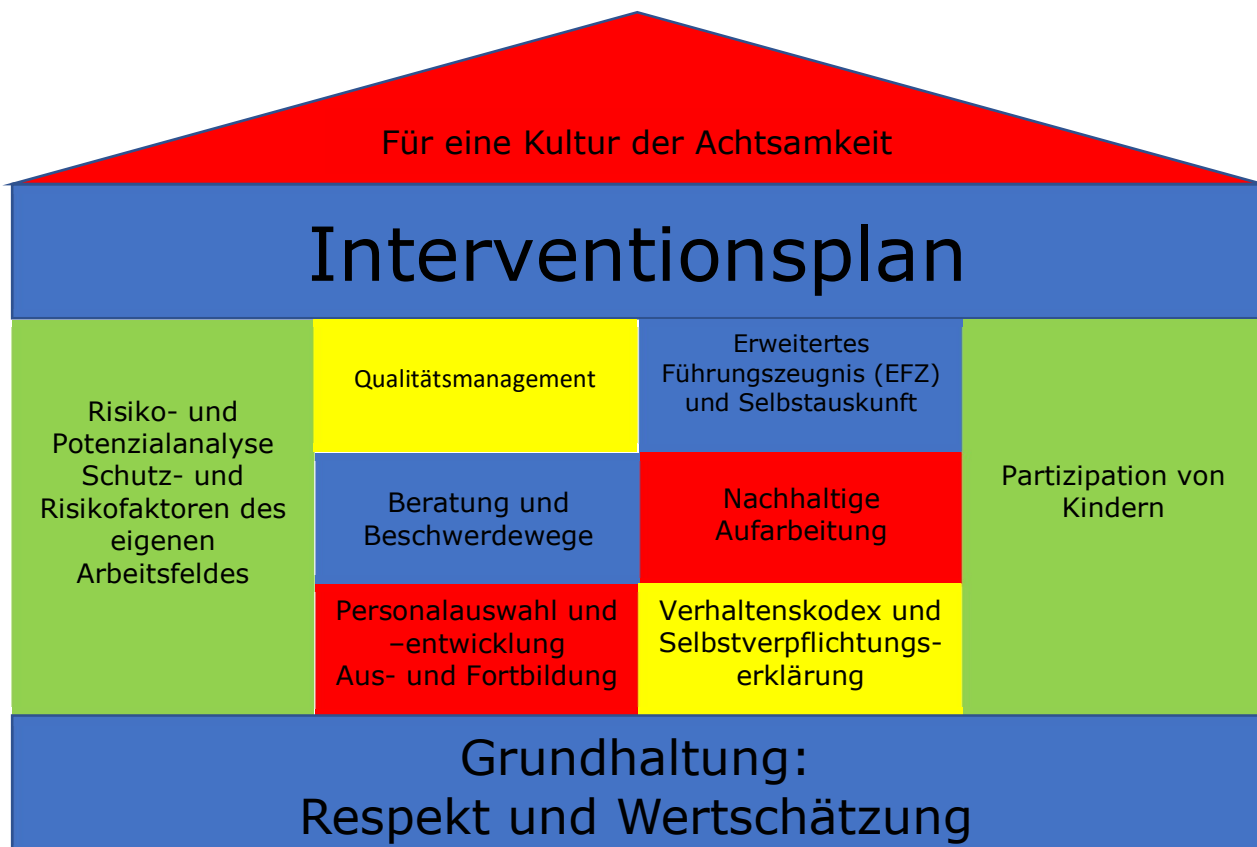 Für eine Kultur der Achtsamkeit
Interventionsplan
Risiko- und
Potenzialanalyse
Schutz- und
Risikofaktoren des
eigenen
Arbeitsfeldes
Qualitätsmanagement
Beratung und
Beschwerdewege
Personalauswahl und
–entwicklung
Aus- und Fortbildung
Erweitertes
Führungszeugnis (EFZ)
und Selbstauskunft
Nachhaltige
Aufarbeitung
Verhaltenskodex und
Selbstverpflichtungs-
erklärung
Partizipation von
Kindern
Grundhaltung:
Respekt und Wertschätzung